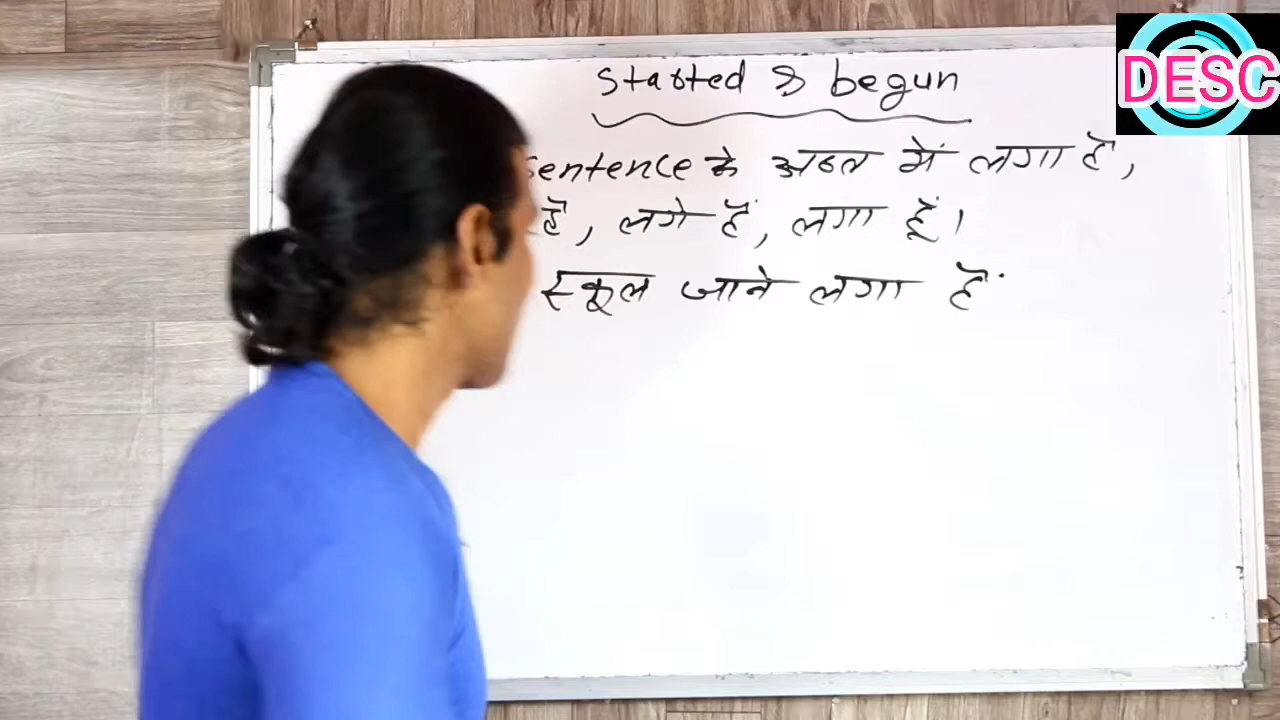 Started & begun
DESC
sentence के अन्त में लगा है,
है, लगे हैं, लगा हूं।
स्कूल जाने लगा है